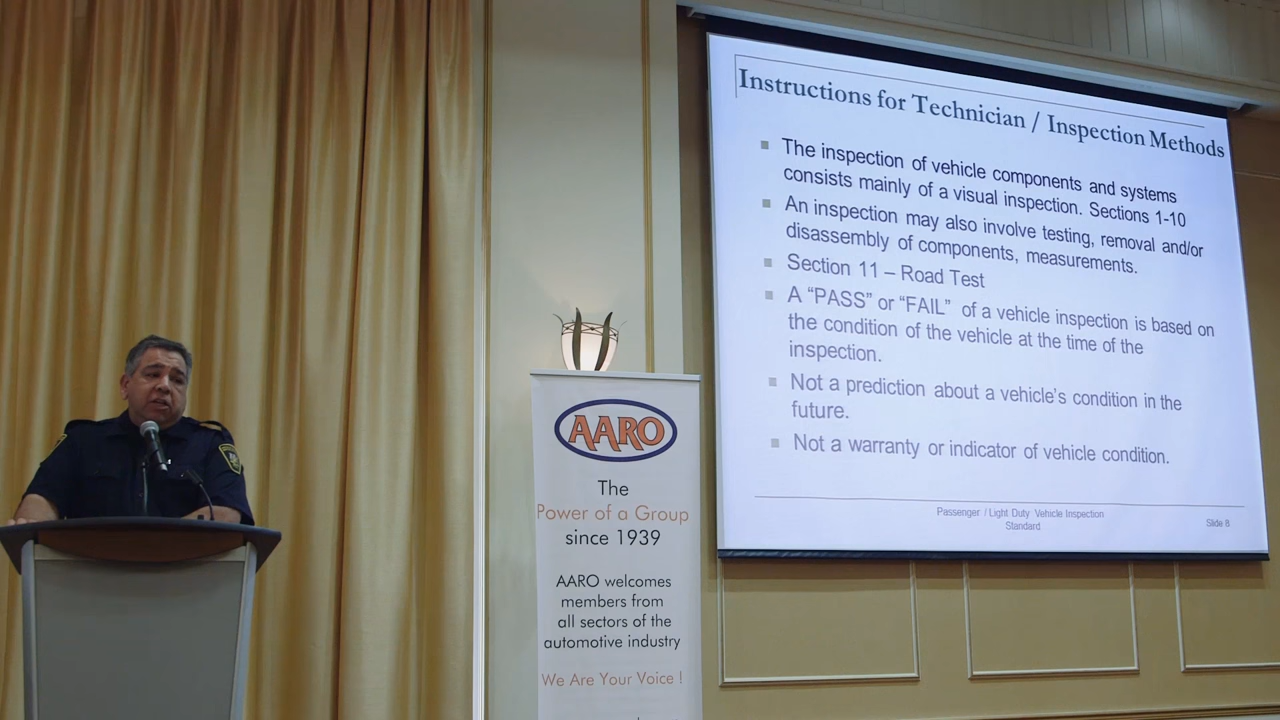 Instructions for Technician / Inspection Methods
The inspection of vehicle components and systems
consists mainly of a visual inspection. Sections 1-10
An inspection may also involve testing, removal and/or
disassembly of components, measurements.
Section 11 – Road Test
A “PASS” or “FAIL” of a vehicle inspection is based on
the condition of the vehicle at the time of the
inspection.
Not a prediction about a vehicle’s condition in the
future.
Not a warranty or indicator of vehicle condition.
Passenger / Light Duty Vehicle Inspection
Standard
Slide 8
AARO
The
Power of a Group
since 1939
AARO welcomes
members from
all sectors of the
automotive industry
We Are Your Voice !